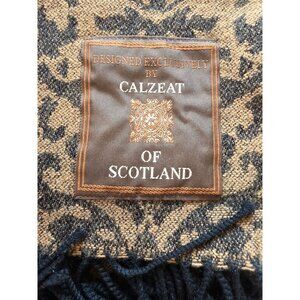 DESIGNED EXCLUSIVELY
BY
CALZEAT
OF
SCOTLAND